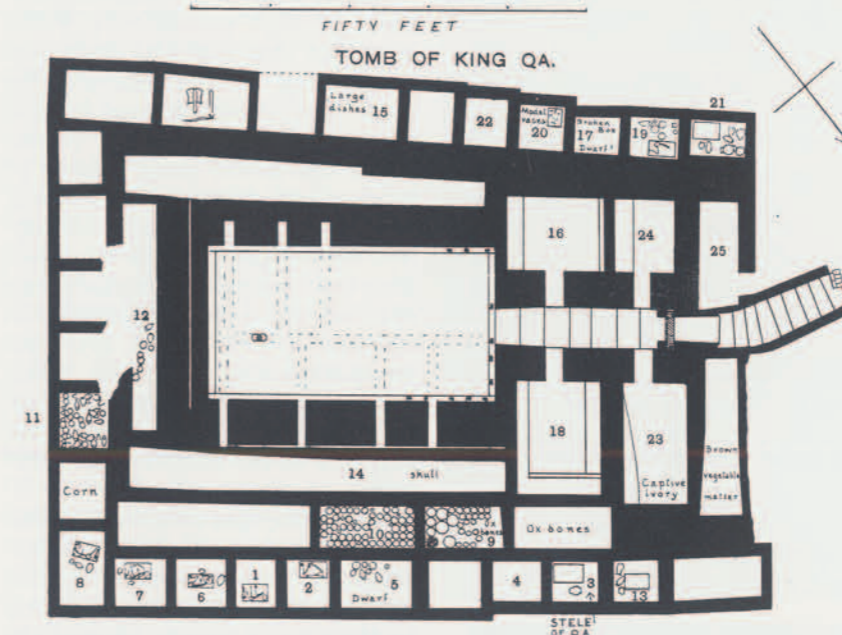 FIFTY FEET
TOMB OF KING QA.
21
Large
dishes 15
22
Model
vases
20
Broken
Box
17
Dwarf
19
16
24
25
12
11
18
23
Captive
ivory
Brown
vegetable
matter
14 skull
Corn
10
Ox
bones
9
Ox bones
8
7
6
1
2
5
Dwarf
4
3
13
STELE
OF QA